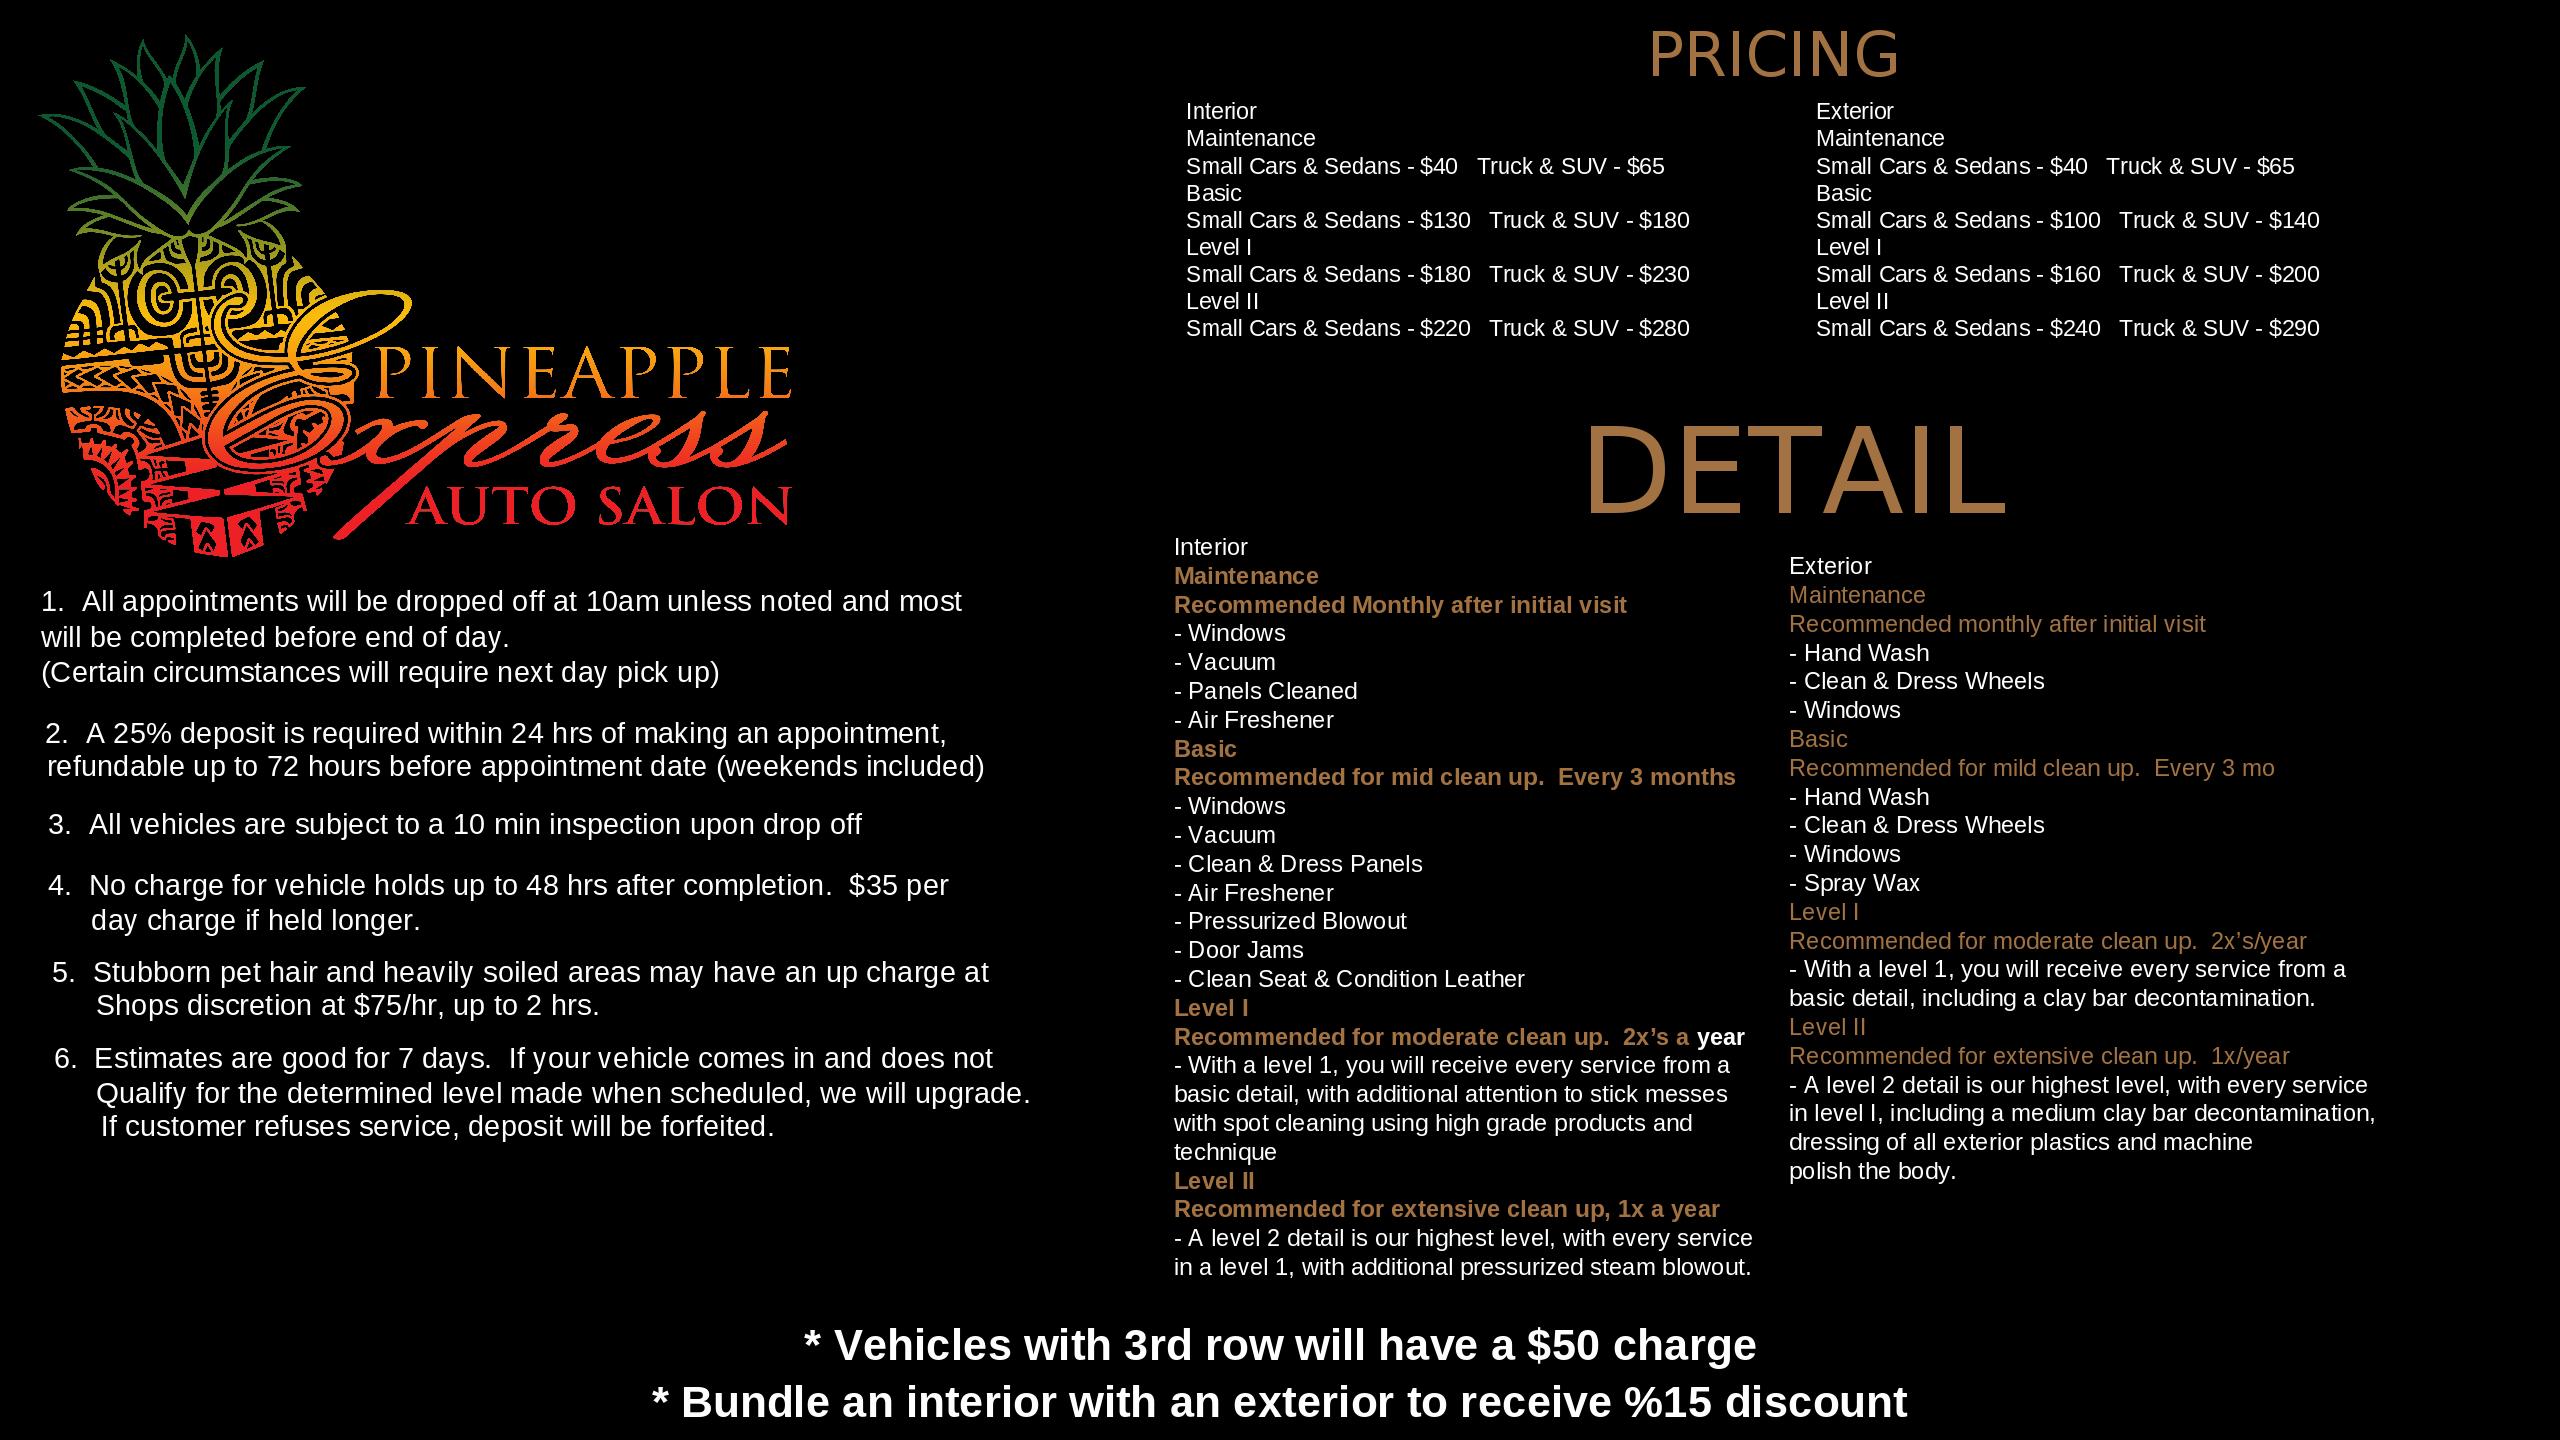 PINEAPPLE
Express
AUTO SALON
1.  All appointments will be dropped off at 10am unless noted and most
will be completed before end of day.
(Certain circumstances will require next day pick up)
2.  A 25% deposit is required within 24 hrs of making an appointment,
refundable up to 72 hours before appointment date (weekends included)
3.  All vehicles are subject to a 10 min inspection upon drop off
4.  No charge for vehicle holds up to 48 hrs after completion.  $35 per
day charge if held longer.
5.  Stubborn pet hair and heavily soiled areas may have an up charge at
Shops discretion at $75/hr, up to 2 hrs.
6.  Estimates are good for 7 days.  If your vehicle comes in and does not
Qualify for the determined level made when scheduled, we will upgrade.
If customer refuses service, deposit will be forfeited.
PRICING
Interior
Maintenance
Small Cars & Sedans - $40   Truck & SUV - $65
Basic
Small Cars & Sedans - $130   Truck & SUV - $180
Level I
Small Cars & Sedans - $180   Truck & SUV - $230
Level II
Small Cars & Sedans - $220   Truck & SUV - $280
Exterior
Maintenance
Small Cars & Sedans - $40   Truck & SUV - $65
Basic
Small Cars & Sedans - $100   Truck & SUV - $140
Level I
Small Cars & Sedans - $160   Truck & SUV - $200
Level II
Small Cars & Sedans - $240   Truck & SUV - $290
DETAIL
Interior
Maintenance
Recommended Monthly after initial visit
- Windows
- Vacuum
- Panels Cleaned
- Air Freshener
Basic
Recommended for mid clean up.  Every 3 months
- Windows
- Vacuum
- Clean & Dress Panels
- Air Freshener
- Pressurized Blowout
- Door Jams
- Clean Seat & Condition Leather
Level I
Recommended for moderate clean up.  2x’s a year
- With a level 1, you will receive every service from a
basic detail, with additional attention to stick messes
with spot cleaning using high grade products and
technique
Level II
Recommended for extensive clean up, 1x a year
- A level 2 detail is our highest level, with every service
in a level 1, with additional pressurized steam blowout.
Exterior
Maintenance
Recommended monthly after initial visit
- Hand Wash
- Clean & Dress Wheels
- Windows
Basic
Recommended for mild clean up.  Every 3 mo
- Hand Wash
- Clean & Dress Wheels
- Windows
- Spray Wax
Level I
Recommended for moderate clean up.  2x’s/year
- With a level 1, you will receive every service from a
basic detail, including a clay bar decontamination.
Level II
Recommended for extensive clean up.  1x/year
- A level 2 detail is our highest level, with every service
in level I, including a medium clay bar decontamination,
dressing of all exterior plastics and machine
polish the body.
* Vehicles with 3rd row will have a $50 charge
* Bundle an interior with an exterior to receive %15 discount